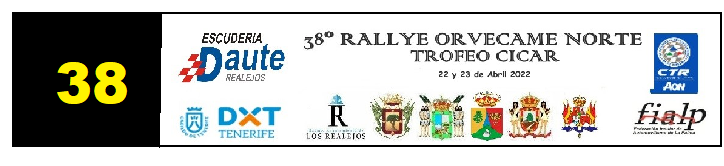 38
ESCUDERIA
Daute
REALEJOS
38º RALLYE ORVECAME NORTE
TROFEO CICAR
22 y 23 de Abril 2022
CTR
AON
DXT
TENERIFE
R
LOS REALEJOS
fialp